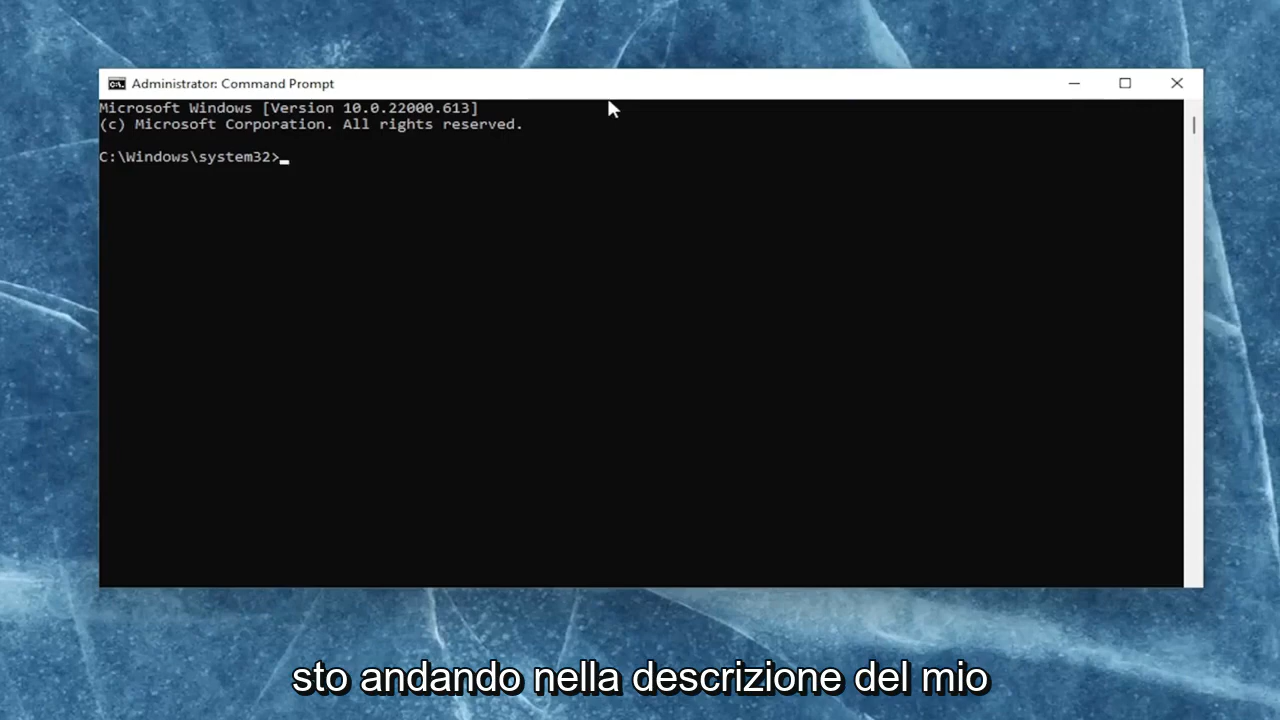 Administrator: Command Prompt
Microsoft Windows [Version 10.0.22000.613]
(c) Microsoft Corporation. All rights reserved.
C:\Windows\system32>
sto andando nella descrizione del mio